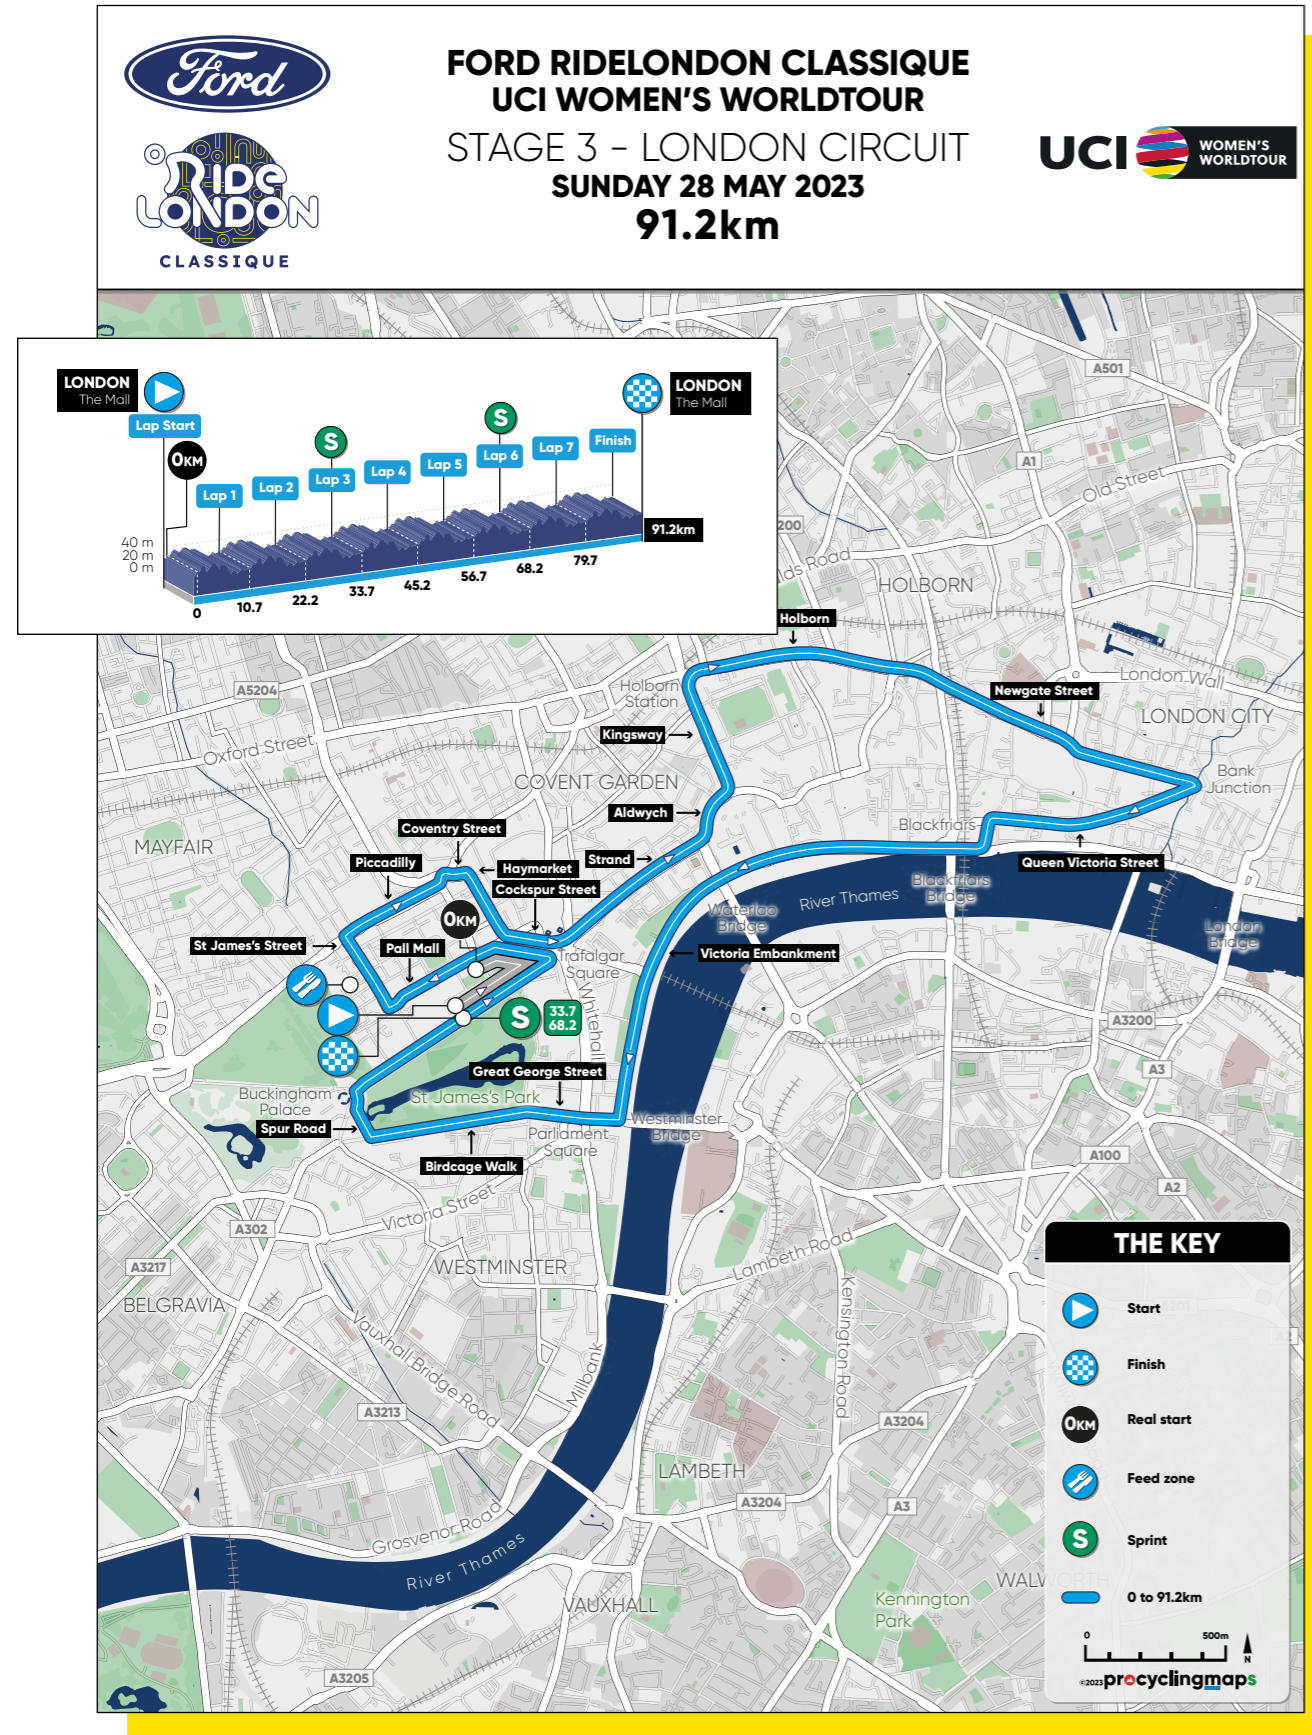 Ford
RIDE
LONDON
CLASSIQUE
FORD RIDELONDON CLASSIQUE
UCI WOMEN'S WORLDTOUR
STAGE 3 – LONDON CIRCUIT
SUNDAY 28 MAY 2023
91.2km
UCI
WOMEN'S
WORLDTOUR
LONDON
The Mall
Lap Start
0KM
Lap 1
Lap 2
S
Lap 3
Lap 4
Lap 5
S
Lap 6
Lap 7
Finish
LONDON
The Mall
91.2km
40 m
20 m
0 m
0
10.7
22.2
33.7
45.2
56.7
68.2
79.7
A501
A1
Old Street
200
lds Road
HOLBORN
Holborn
London Wall
Newgate Street
LONDON CITY
Holborn
Station
A5204
Oxford Street
Kingsway
COVENT GARDEN
Bank
Junction
Aldwych
Blackfriars
Coventry Street
MAYFAIR
Piccadilly
Haymarket
Strand
Queen Victoria Street
Cockspur Street
Blackfriars
Bridge
River Thames
Waterloo
Bridge
London
Bridge
0KM
St James's Street
Pall Mall
Trafalgar
Square
Victoria Embankment
Whitehall
S
33.7
68.2
A3200
A3
Great George Street
Buckingham
Palace
St James's Park
Spur Road
Westminster
Bridge
Parliament
Square
Birdcage Walk
A100
A2
Victoria Street
A302
A3217
WESTMINSTER
Lambeth Road
BELGRAVIA
Kensington Road
Vauxhall Bridge Road
Millbank
A3213
A3204
LAMBETH
A3204
A3
Grosvenor Road
River Thames
VAUXHALL
Kennington
Park
WALWORTH
A3205
THE KEY
Start
A201
Finish
0KM
Real start
Feed zone
S
Sprint
0 to 91.2km
0
500m
N
©2023 procyclingmaps